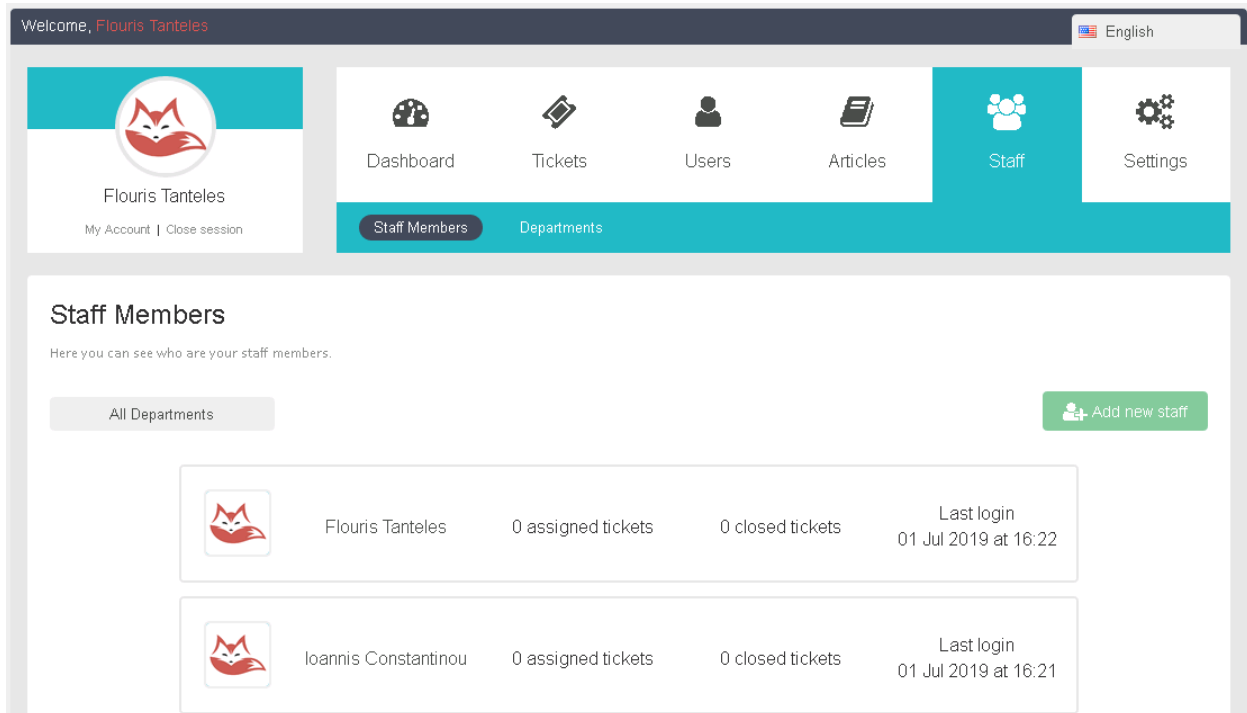 Welcome, Flouris Tanteles
English
Flouris Tanteles
My Account | Close session
Dashboard
Tickets
Users
Articles
Staff
Settings
Staff Members
Departments
Staff Members
Here you can see who are your staff members.
All Departments
Add new staff
Flouris Tanteles
0 assigned tickets
0 closed tickets
Last login
01 Jul 2019 at 16:22
Ioannis Constantinou
0 assigned tickets
0 closed tickets
Last login
01 Jul 2019 at 16:21